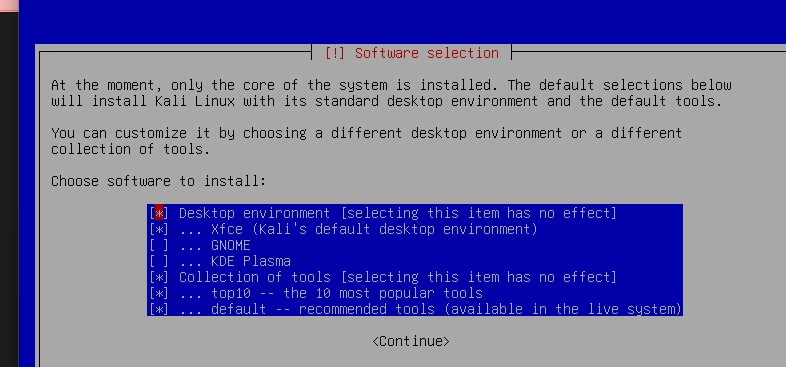 [!] Software selection
At the moment, only the core of the system is installed. The default selections below
will install Kali Linux with its standard desktop environment and the default tools.
You can customize it by choosing a different desktop environment or a different
collection of tools.
Choose software to install:
[*] Desktop environment [selecting this item has no effect]
[*] ... Xfce (Kali's default desktop environment)
[ ] ... GNOME
[ ] ... KDE Plasma
[*] Collection of tools [selecting this item has no effect]
[*] ... top10 -- the 10 most popular tools
[*] ... default -- recommended tools (available in the live system)
<Continue>